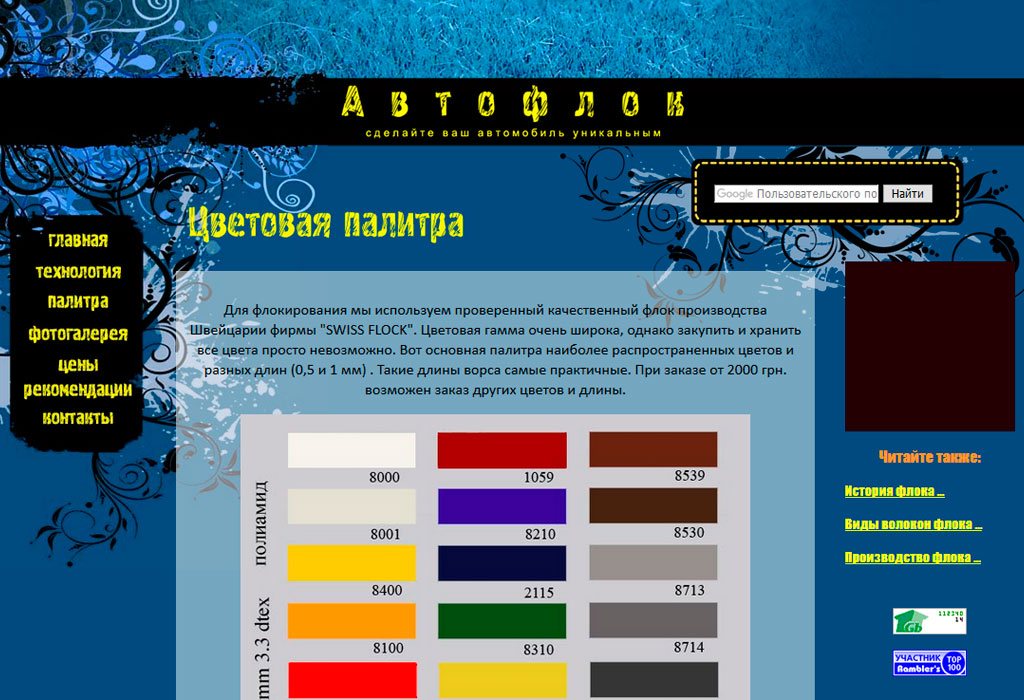 Автофлок
сделайте ваш автомобиль уникальным
Google Пользовательского по
Найти
главная
технология
палитра
фотогалерея
цены
рекомендации
контакты
Цветовая палитра
Для флокирования мы используем проверенный качественный флок производства
Швейцарии фирмы "SWISS FLOCK". Цветовая гамма очень широка, однако закупить и хранить
все цвета просто невозможно. Вот основная палитра наиболее распространенных цветов и
разных длин (0,5 и 1 мм) . Такие длины ворса самые практичные. При заказе от 2000 грн.
возможен заказ других цветов и длины.
полиамид
mm 3.3 dtex
8000 1059 8539
8001 8210 8530
8400 2115 8713
8100 8310 8714
Читайте также:
История флока ...
Виды волокон флока ...
Производство флока ...
Gb
112340
14
УЧАСТНИК
Rambler's
TOP
100